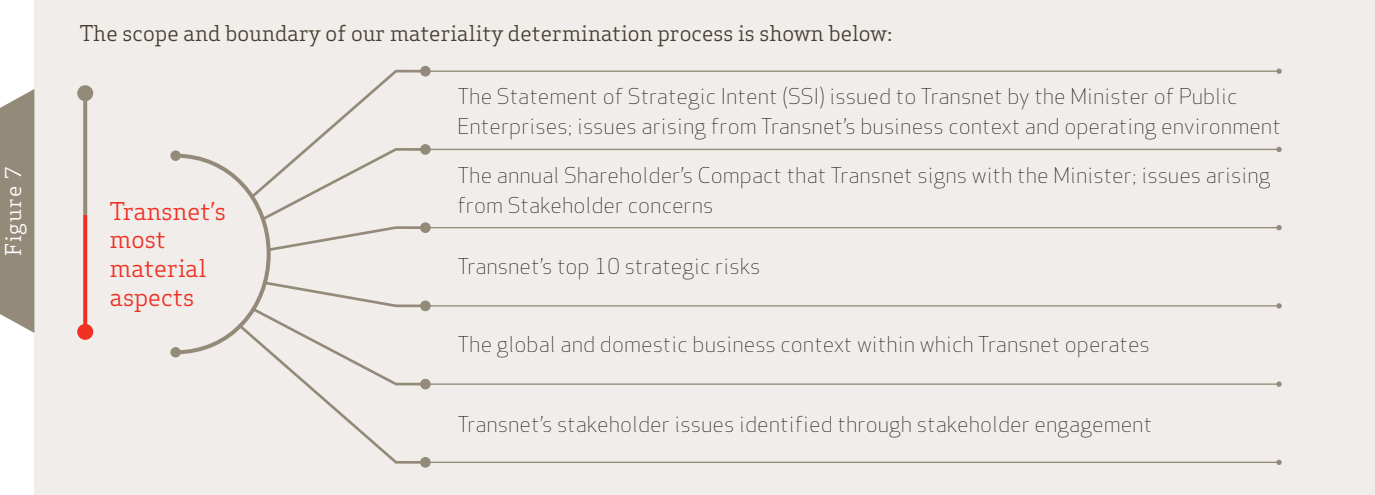 The scope and boundary of our materiality determination process is shown below:
Figure 7
Transnet's
most
material
aspects
The Statement of Strategic Intent (SSI) issued to Transnet by the Minister of Public
Enterprises; issues arising from Transnet's business context and operating environment
The annual Shareholder's Compact that Transnet signs with the Minister; issues arising
from Stakeholder concerns
Transnet's top 10 strategic risks
The global and domestic business context within which Transnet operates
Transnet's stakeholder issues identified through stakeholder engagement